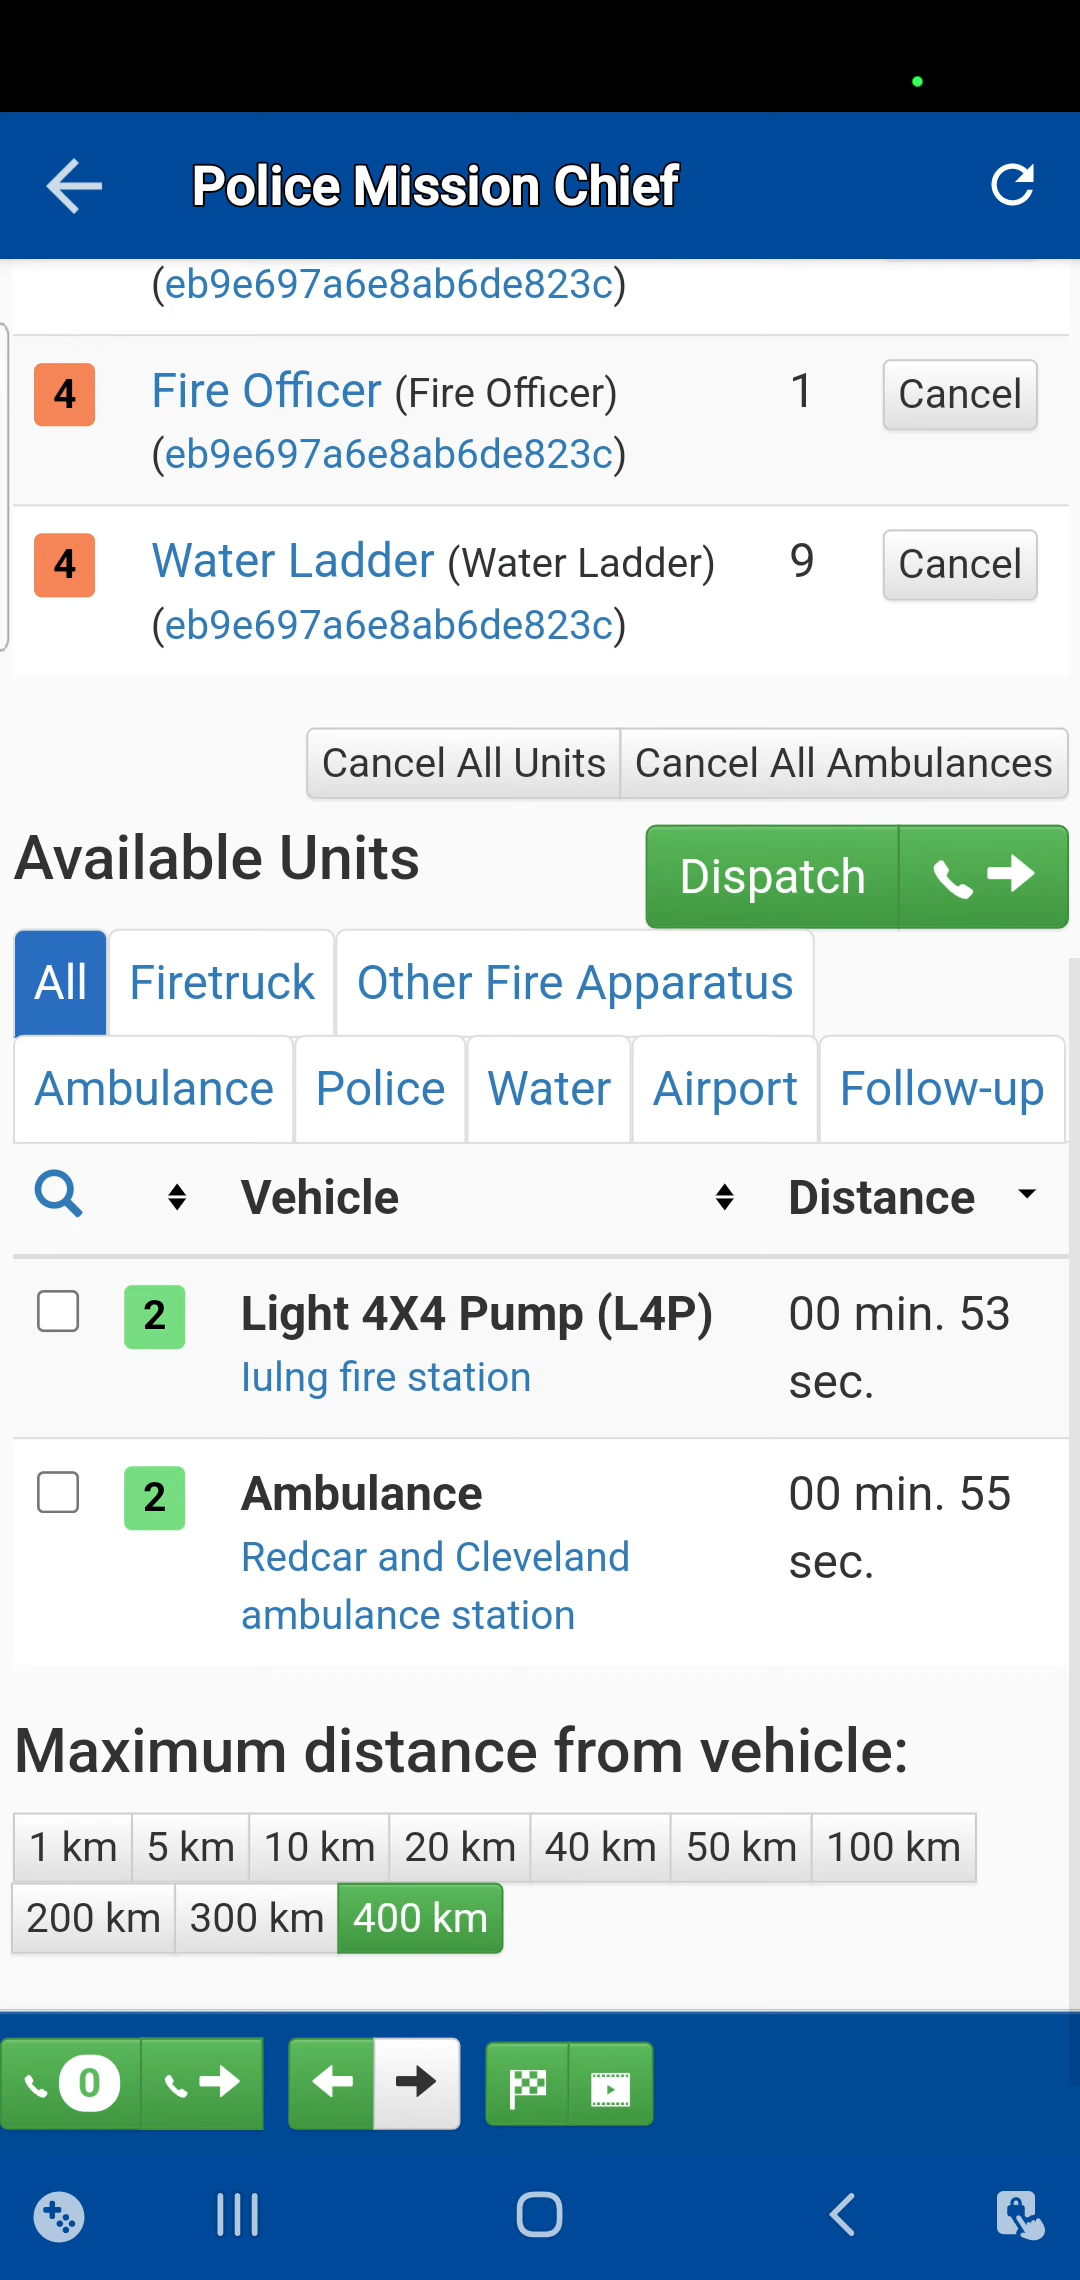 Police Mission Chief
(eb9e697a6e8ab6de823c)
4 Fire Officer (Fire Officer) 1 Cancel
(eb9e697a6e8ab6de823c)
4 Water Ladder (Water Ladder) 9 Cancel
(eb9e697a6e8ab6de823c)
Cancel All Units Cancel All Ambulances
Available Units Dispatch
All Firetruck Other Fire Apparatus
Ambulance Police Water Airport Follow-up
Vehicle Distance
2 Light 4X4 Pump (L4P) 00 min. 53
lulng fire station sec.
2 Ambulance 00 min. 55
Redcar and Cleveland sec.
ambulance station
Maximum distance from vehicle:
1 km 5 km 10 km 20 km 40 km 50 km 100 km
200 km 300 km 400 km
0